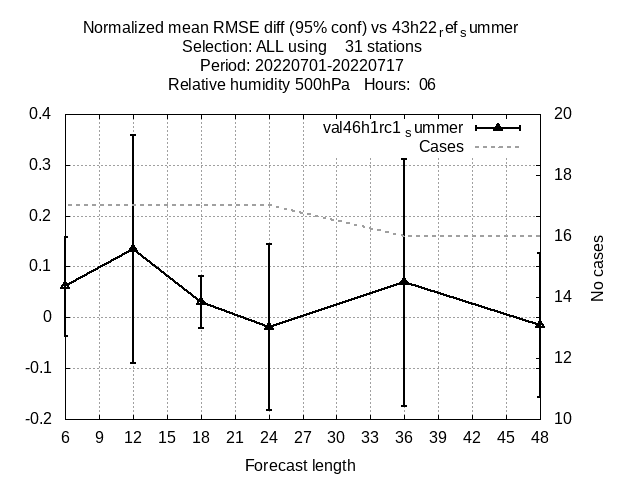 Normalized mean RMSE diff (95% conf) vs 43h22refsummer
Selection: ALL using 31 stations
Period: 20220701-20220717
Relative humidity 500hPa Hours: 06
val46h1rc1summer
Cases
0.4
0.3
0.2
0.1
0
-0.1
-0.2
20
18
16
14
12
10
No cases
6 9 12 15 18 21 24 27 30 33 36 39 42 45 48
Forecast length